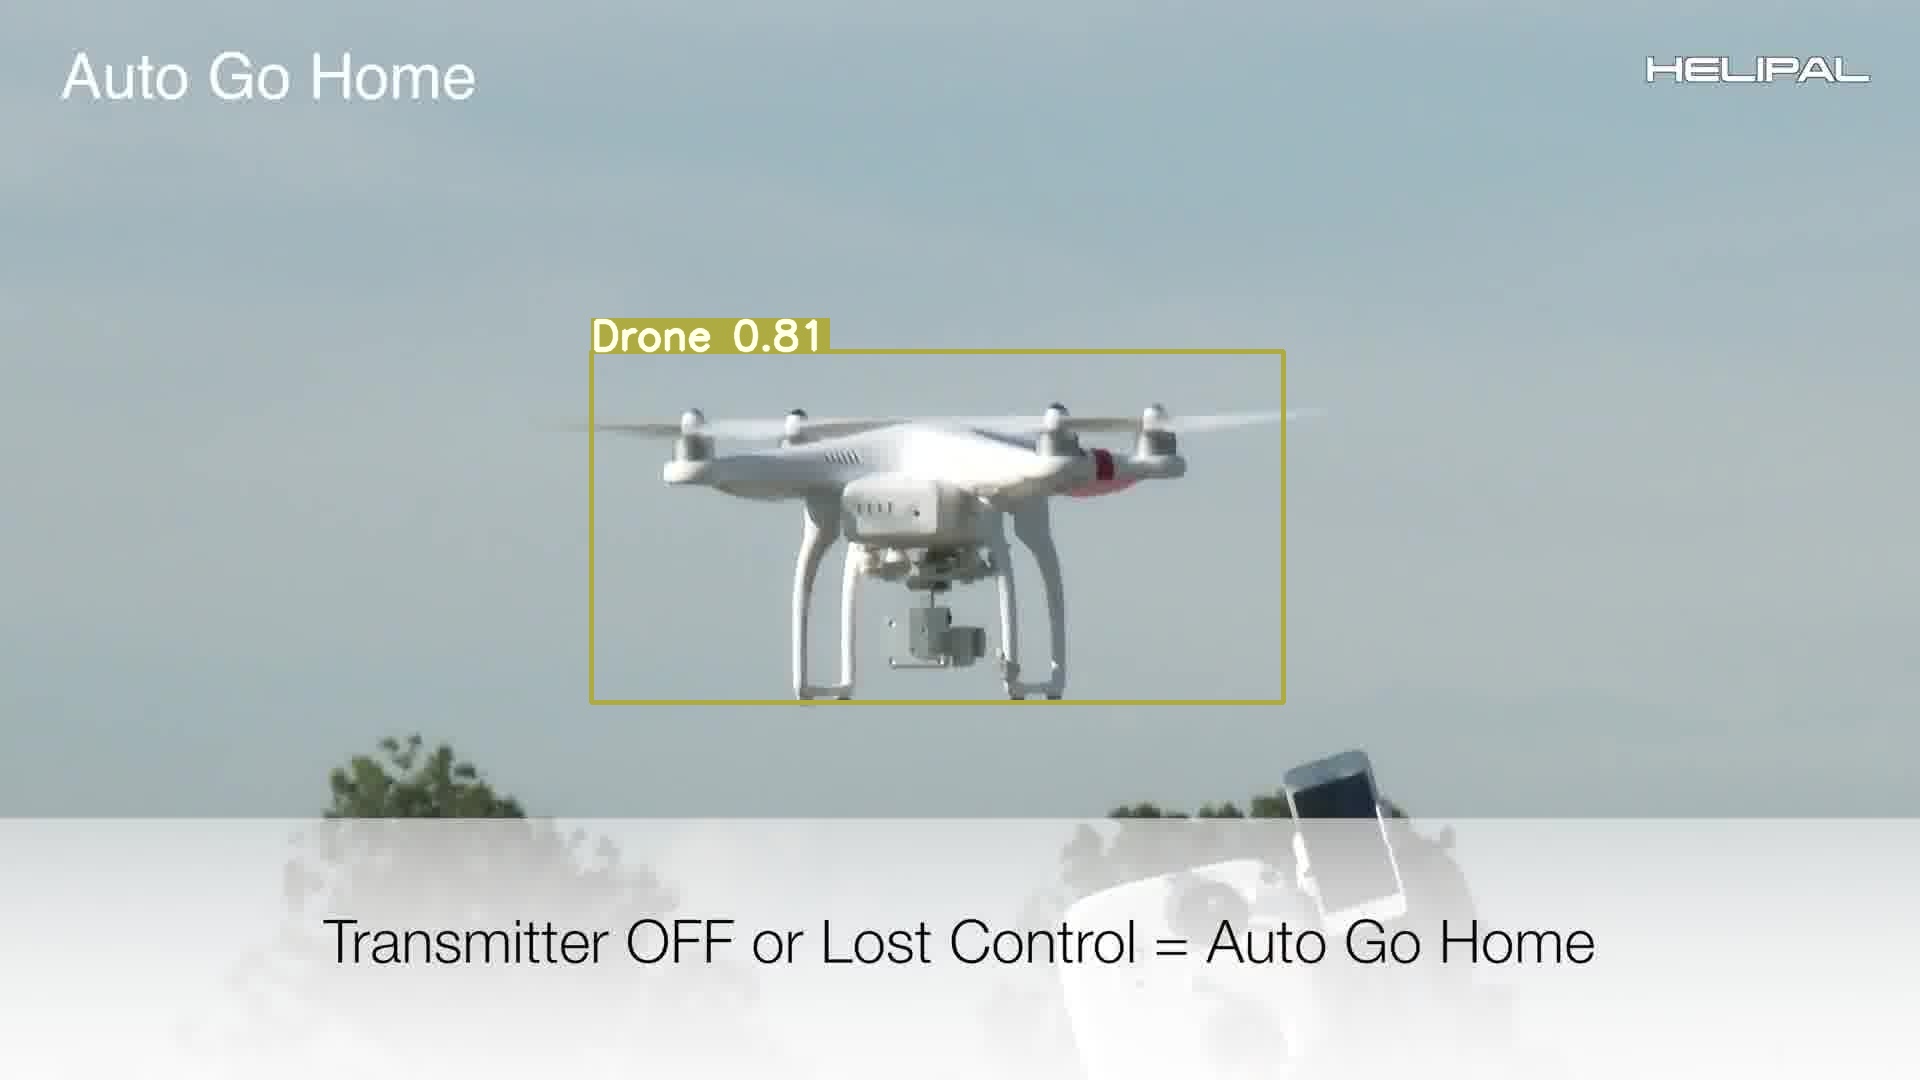 Auto Go Home
HELIPAL
Drone 0.81
Transmitter OFF or Lost Control = Auto Go Home